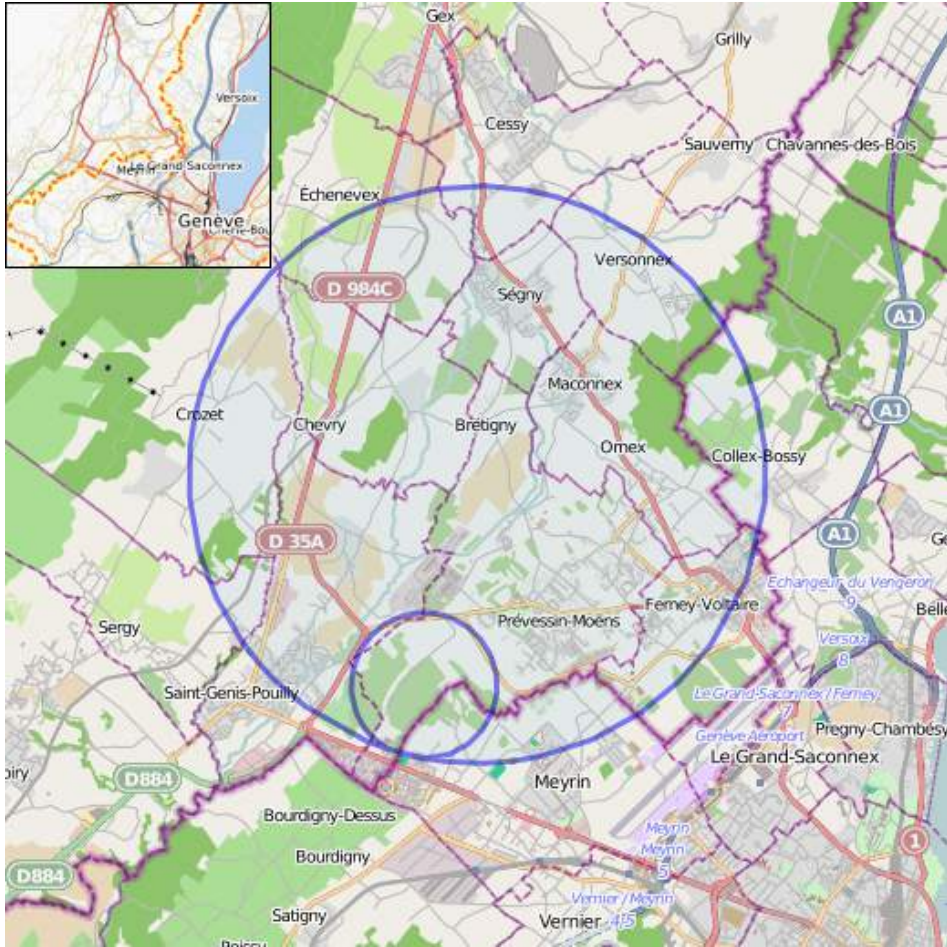 Gex
Grilly
Versoix
Le Grand Saconnex
Meyrin
Genève
Cessy
Sauverny
Chavannes-des-Bois
Échenevex
Versonnex
D 984C
Ségny
A1
Maconnex
Crozet
A1
Chevry
Brétigny
Ornex
Collex-Bossy
D 35A
A1
Echangeur du Vengeron
9
Ferney-Voltaire
Prévessin-Moëns
Sergy
Versoix
8
Saint-Genis-Pouilly
Le Grand-Saconnex / Ferney
7
Pregny-Chambésy
Genève Aéroport
Le Grand-Saconnex
D884
Meyrin
Bourdigny-Dessus
Meyrin
Meyrin
5
1
Bourdigny
D884
Vernier / Meyrin
4-5
Satigny
Vernier